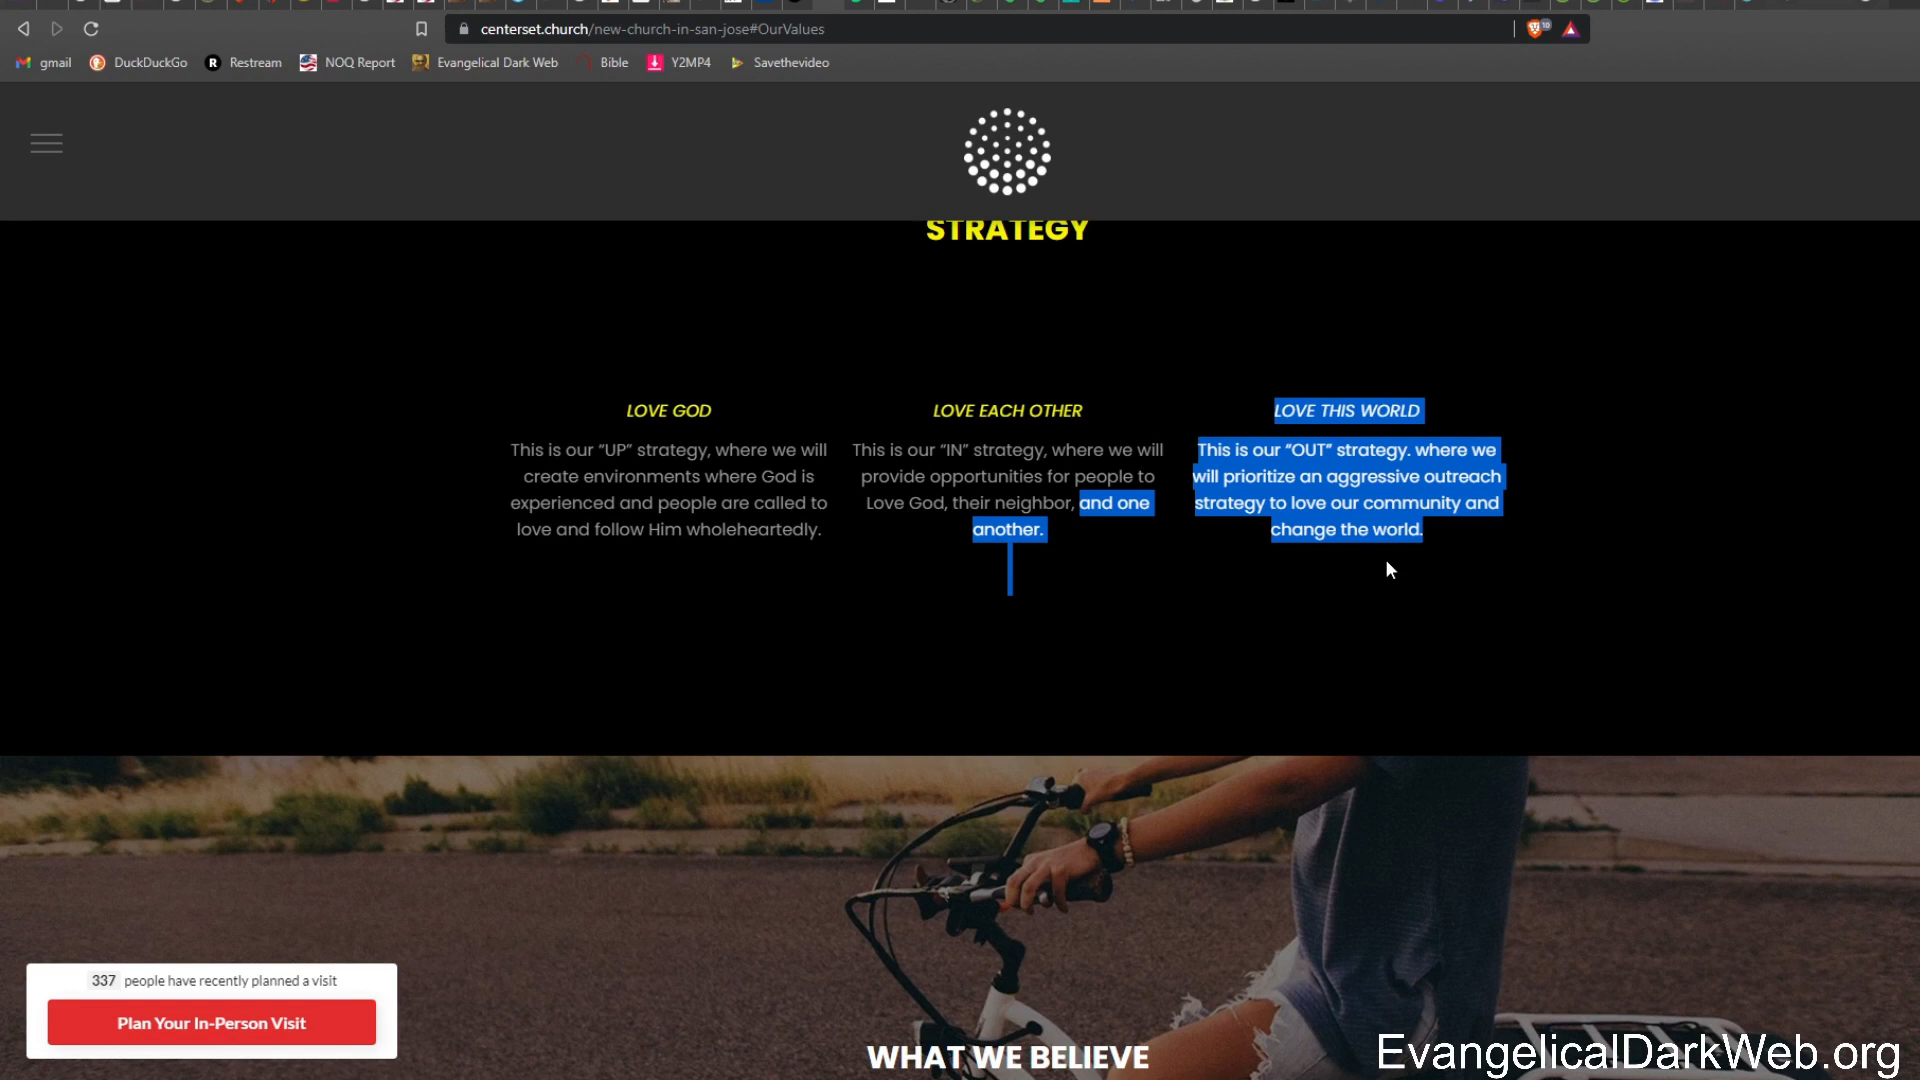 centerset.church/new-church-in-san-jose#OurValues
gmail DuckDuckGo Restream NOQ Report Evangelical Dark Web Bible Y2MP4 Savethevideo
STRATEGY
LOVE GOD
This is our “UP” strategy, where we will
create environments where God is
experienced and people are called to
love and follow Him wholeheartedly.
LOVE EACH OTHER
This is our “IN” strategy, where we will
provide opportunities for people to
Love God, their neighbor, and one
another.
LOVE THIS WORLD
This is our “OUT” strategy. where we
will prioritize an aggressive outreach
strategy to love our community and
change the world.
337 people have recently planned a visit
Plan Your In-Person Visit
WHAT WE BELIEVE
EvangelicalDarkWeb.org